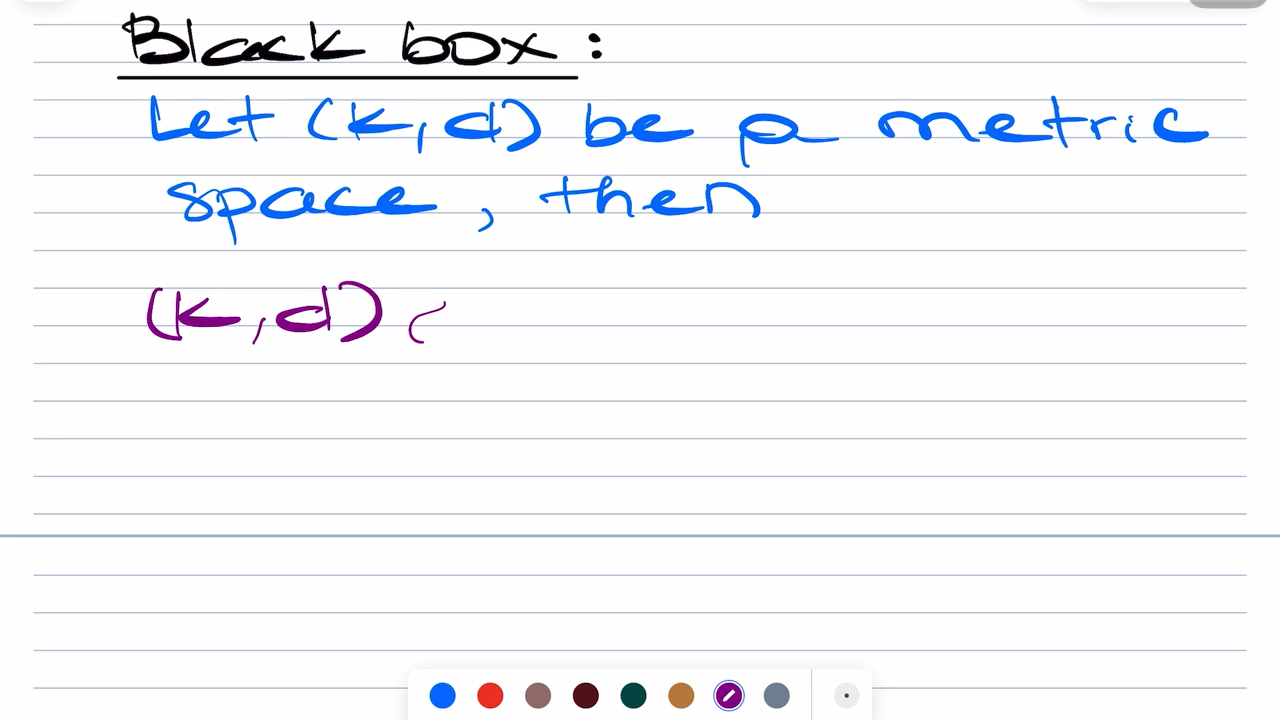 Black box :
Let (k,d) be a metric
space, then
(k,d) c